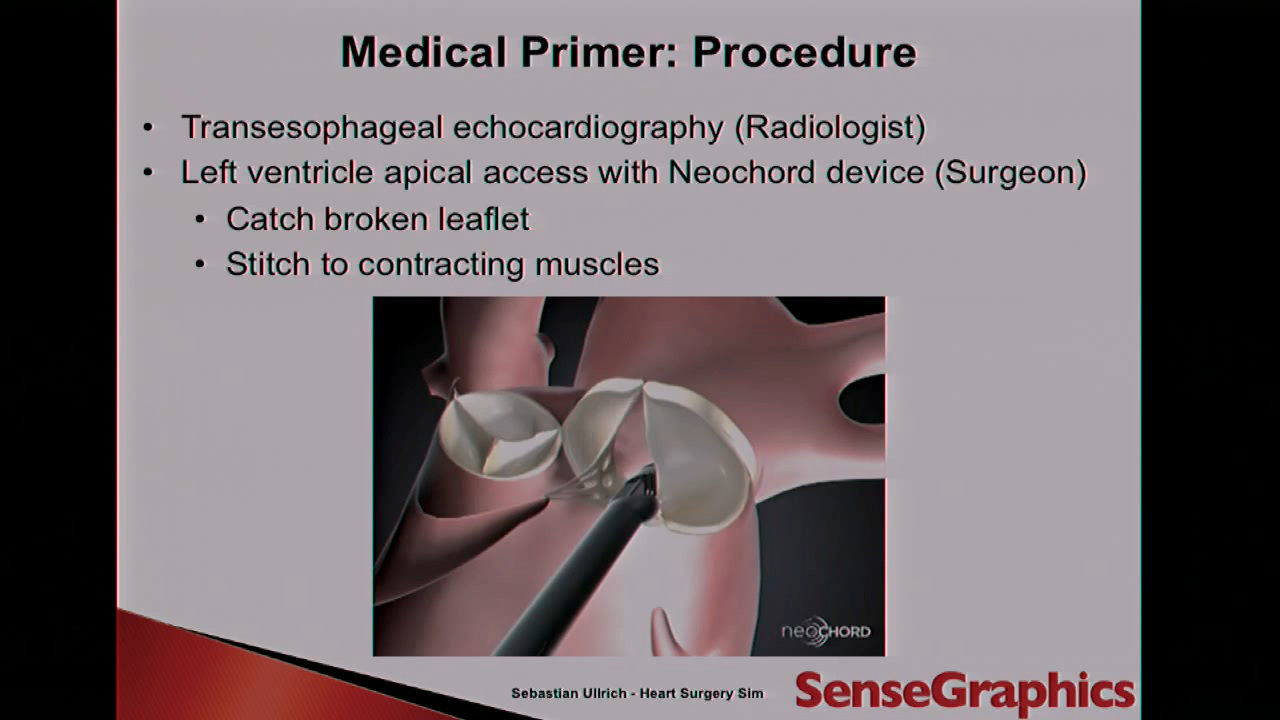 Medical Primer: Procedure
• Transesophageal echocardiography (Radiologist)
• Left ventricle apical access with Neochord device (Surgeon)
• Catch broken leaflet
• Stitch to contracting muscles
neoCHORD
Sebastian Ullrich - Heart Surgery Sim
SenseGraphics